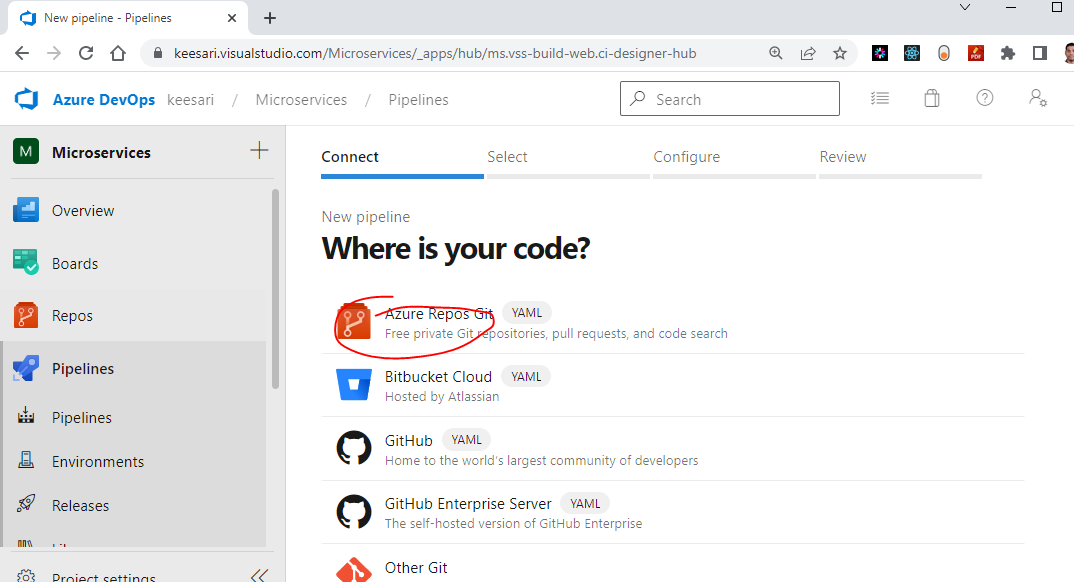 New pipeline - Pipelines
keesari.visualstudio.com/Microservices/_apps/hub/ms.vss-build-web.ci-designer-hub
PDF
Azure DevOps keesari / Microservices / Pipelines
Search
M Microservices
Overview
Boards
Repos
Pipelines
Pipelines
Environments
Releases
Project settings
Connect Select Configure Review
New pipeline
Where is your code?
Azure Repos Git YAML
Free private Git repositories, pull requests, and code search
Bitbucket Cloud YAML
Hosted by Atlassian
GitHub YAML
Home to the world's largest community of developers
GitHub Enterprise Server YAML
The self-hosted version of GitHub Enterprise
Other Git